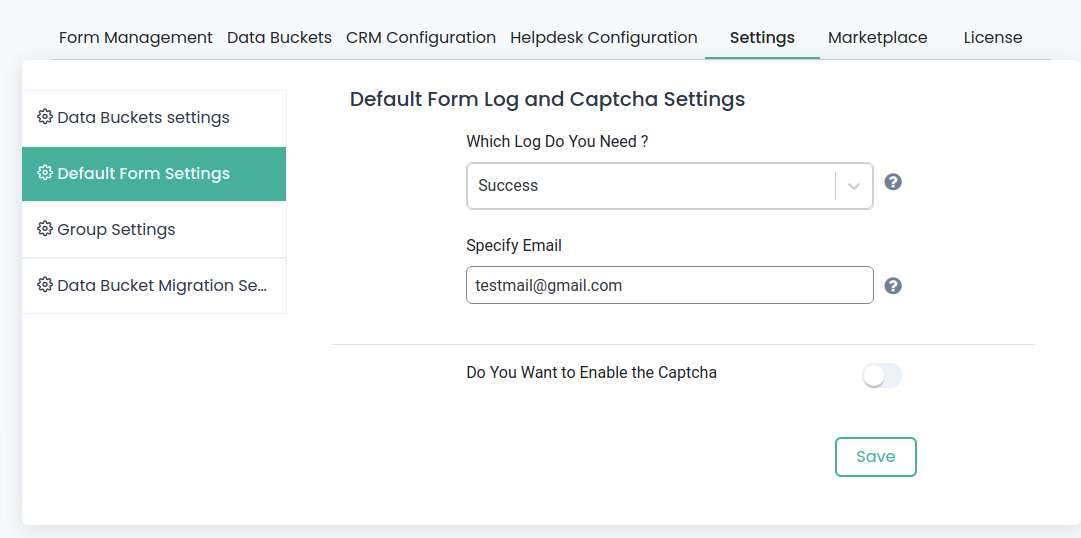 Form Management Data Buckets CRM Configuration Helpdesk Configuration Settings Marketplace License
Data Buckets settings
Default Form Settings
Group Settings
Data Bucket Migration Se...
Default Form Log and Captcha Settings
Which Log Do You Need ?
Success
?
Specify Email
testmail@gmail.com
?
Do You Want to Enable the Captcha
Save